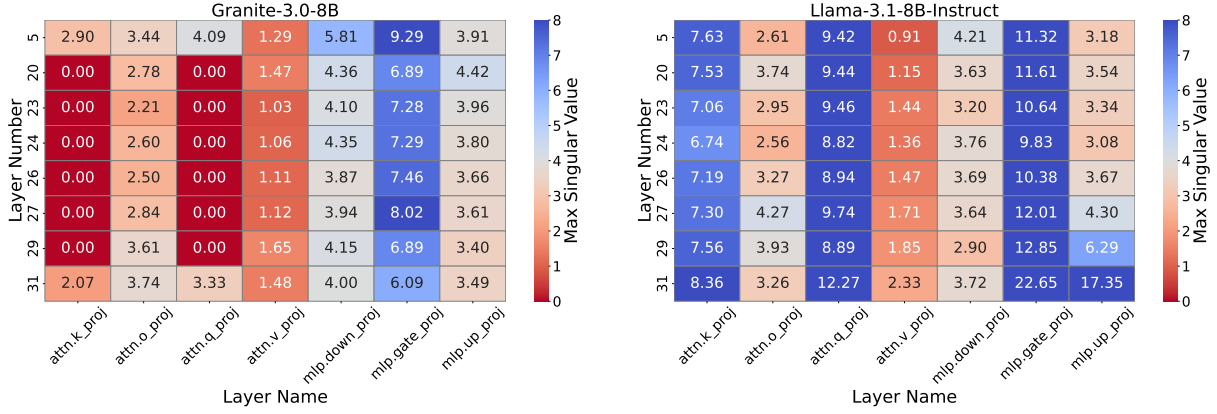 Granite-3.0-8B
Layer Number
5 2.90 3.44 4.09 1.29 5.81 9.29 3.91
20 0.00 2.78 0.00 1.47 4.36 6.89 4.42
23 0.00 2.21 0.00 1.03 4.10 7.28 3.96
24 0.00 2.60 0.00 1.06 4.35 7.29 3.80
26 0.00 2.50 0.00 1.11 3.87 7.46 3.66
27 0.00 2.84 0.00 1.12 3.94 8.02 3.61
29 0.00 3.61 0.00 1.65 4.15 6.89 3.40
31 2.07 3.74 3.33 1.48 4.00 6.09 3.49
attn.k_proj attn.o_proj attn.q_proj attn.v_proj mlp.down_proj mlp.gate_proj mlp.up_proj
Layer Name
8
7
6
5
4
3
2
1
0
Max Singular Value
Llama-3.1-8B-Instruct
Layer Number
5 7.63 2.61 9.42 0.91 4.21 11.32 3.18
20 7.53 3.74 9.44 1.15 3.63 11.61 3.54
23 7.06 2.95 9.46 1.44 3.20 10.64 3.34
24 6.74 2.56 8.82 1.36 3.76 9.83 3.08
26 7.19 3.27 8.94 1.47 3.69 10.38 3.67
27 7.30 4.27 9.74 1.71 3.64 12.01 4.30
29 7.56 3.93 8.89 1.85 2.90 12.85 6.29
31 8.36 3.26 12.27 2.33 3.72 22.65 17.35
attn.k_proj attn.o_proj attn.q_proj attn.v_proj mlp.down_proj mlp.gate_proj mlp.up_proj
Layer Name
8
7
6
5
4
3
2
1
0
Max Singular Value